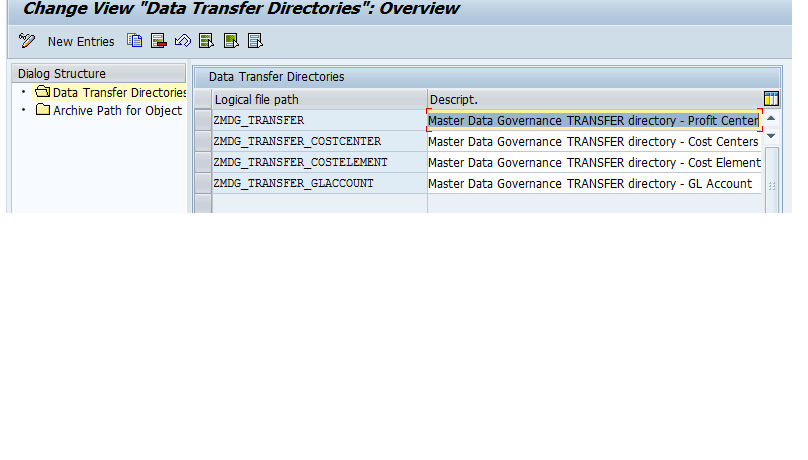 Change View "Data Transfer Directories": Overview
New Entries
Dialog Structure
Data Transfer Directories
Archive Path for Object
Data Transfer Directories
Logical file path Descript.
ZMDG_TRANSFER Master Data Governance TRANSFER directory - Profit Center
ZMDG_TRANSFER_COSTCENTER Master Data Governance TRANSFER directory - Cost Centers
ZMDG_TRANSFER_COSTELEMENT Master Data Governance TRANSFER directory - Cost Element
ZMDG_TRANSFER_GLACCOUNT Master Data Governance TRANSFER directory - GL Account